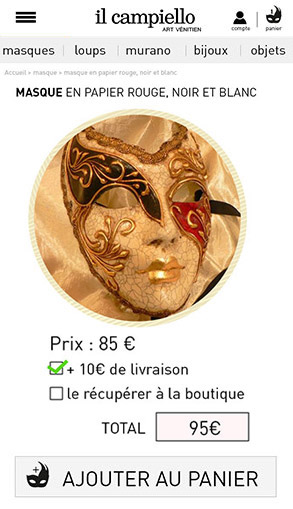 il campiello
ART VÉNITIEN
compte
panier
masques | loups | murano | bijoux | objets
Accueil » masque » masque en papier rouge, noir et blanc
MASQUE EN PAPIER ROUGE, NOIR ET BLANC
Prix : 85 €
+ 10€ de livraison
le récupérer à la boutique
TOTAL 95€
AJOUTER AU PANIER